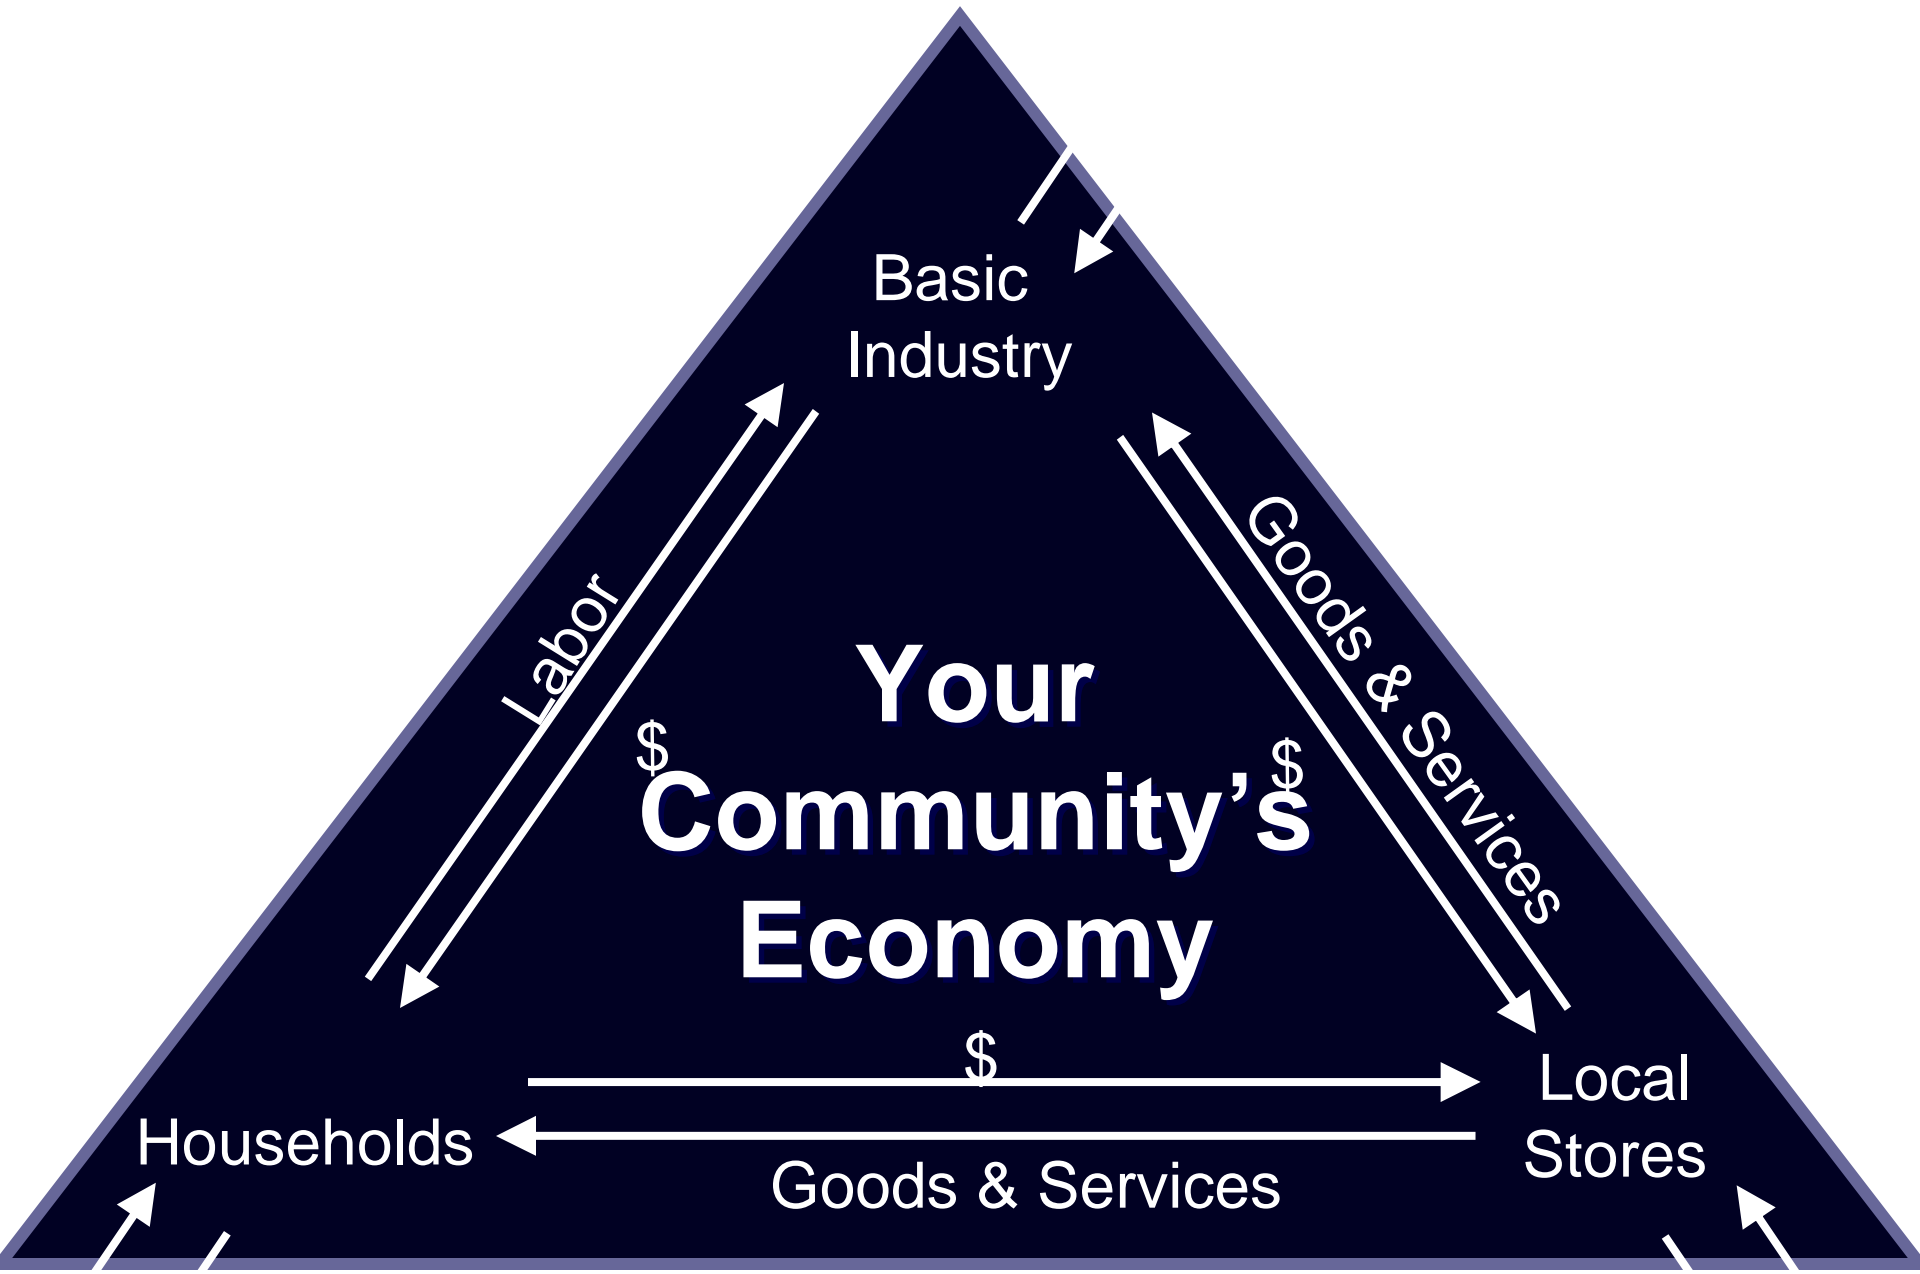 Basic
Industry
Labor
Goods & Services
$
$
Your
Community’s
Economy
$
Households
Local
Stores
Goods & Services